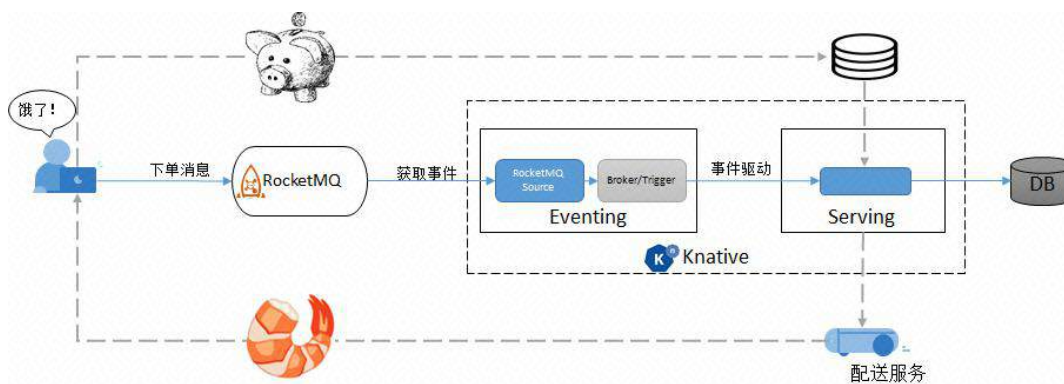 饿了!
下单消息
RocketMQ
获取事件
RocketMQ
Source
Broker/Trigger
Eventing
事件驱动
Serving
DB
K
n
Knative
配送服务